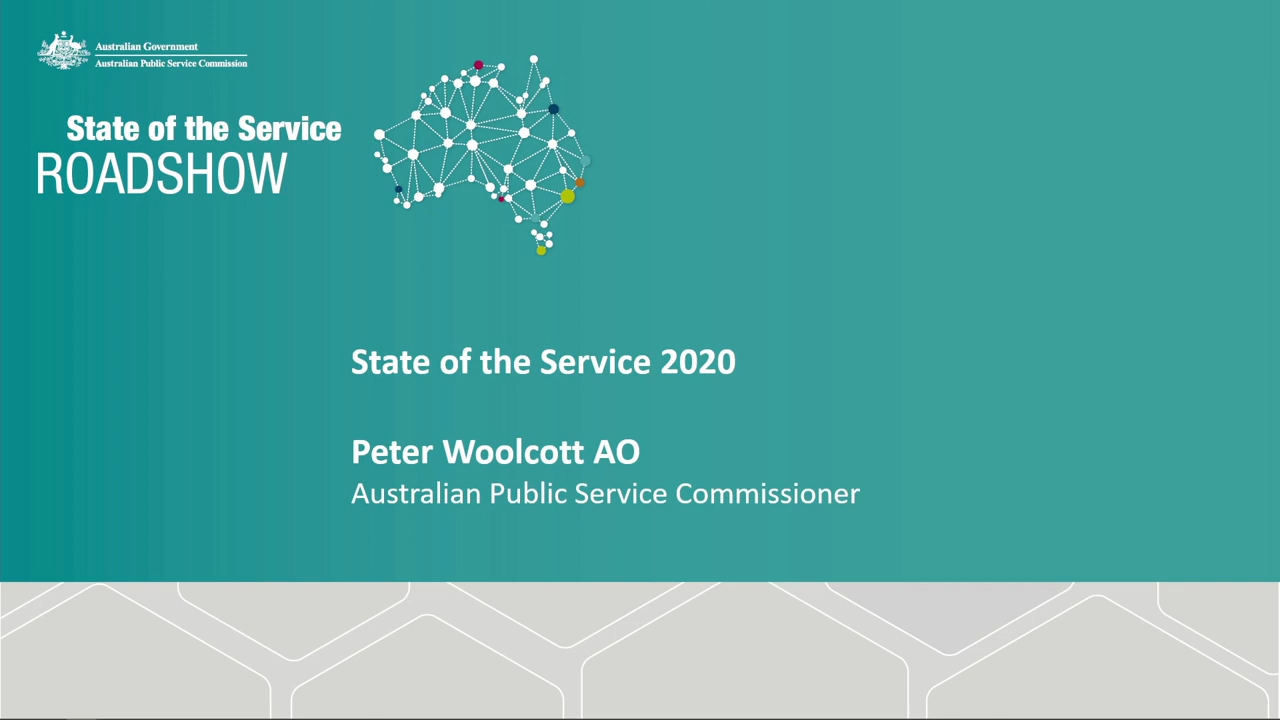 Australian Government
Australian Public Service Commission
State of the Service
ROADSHOW
State of the Service 2020
Peter Woolcott AO
Australian Public Service Commissioner